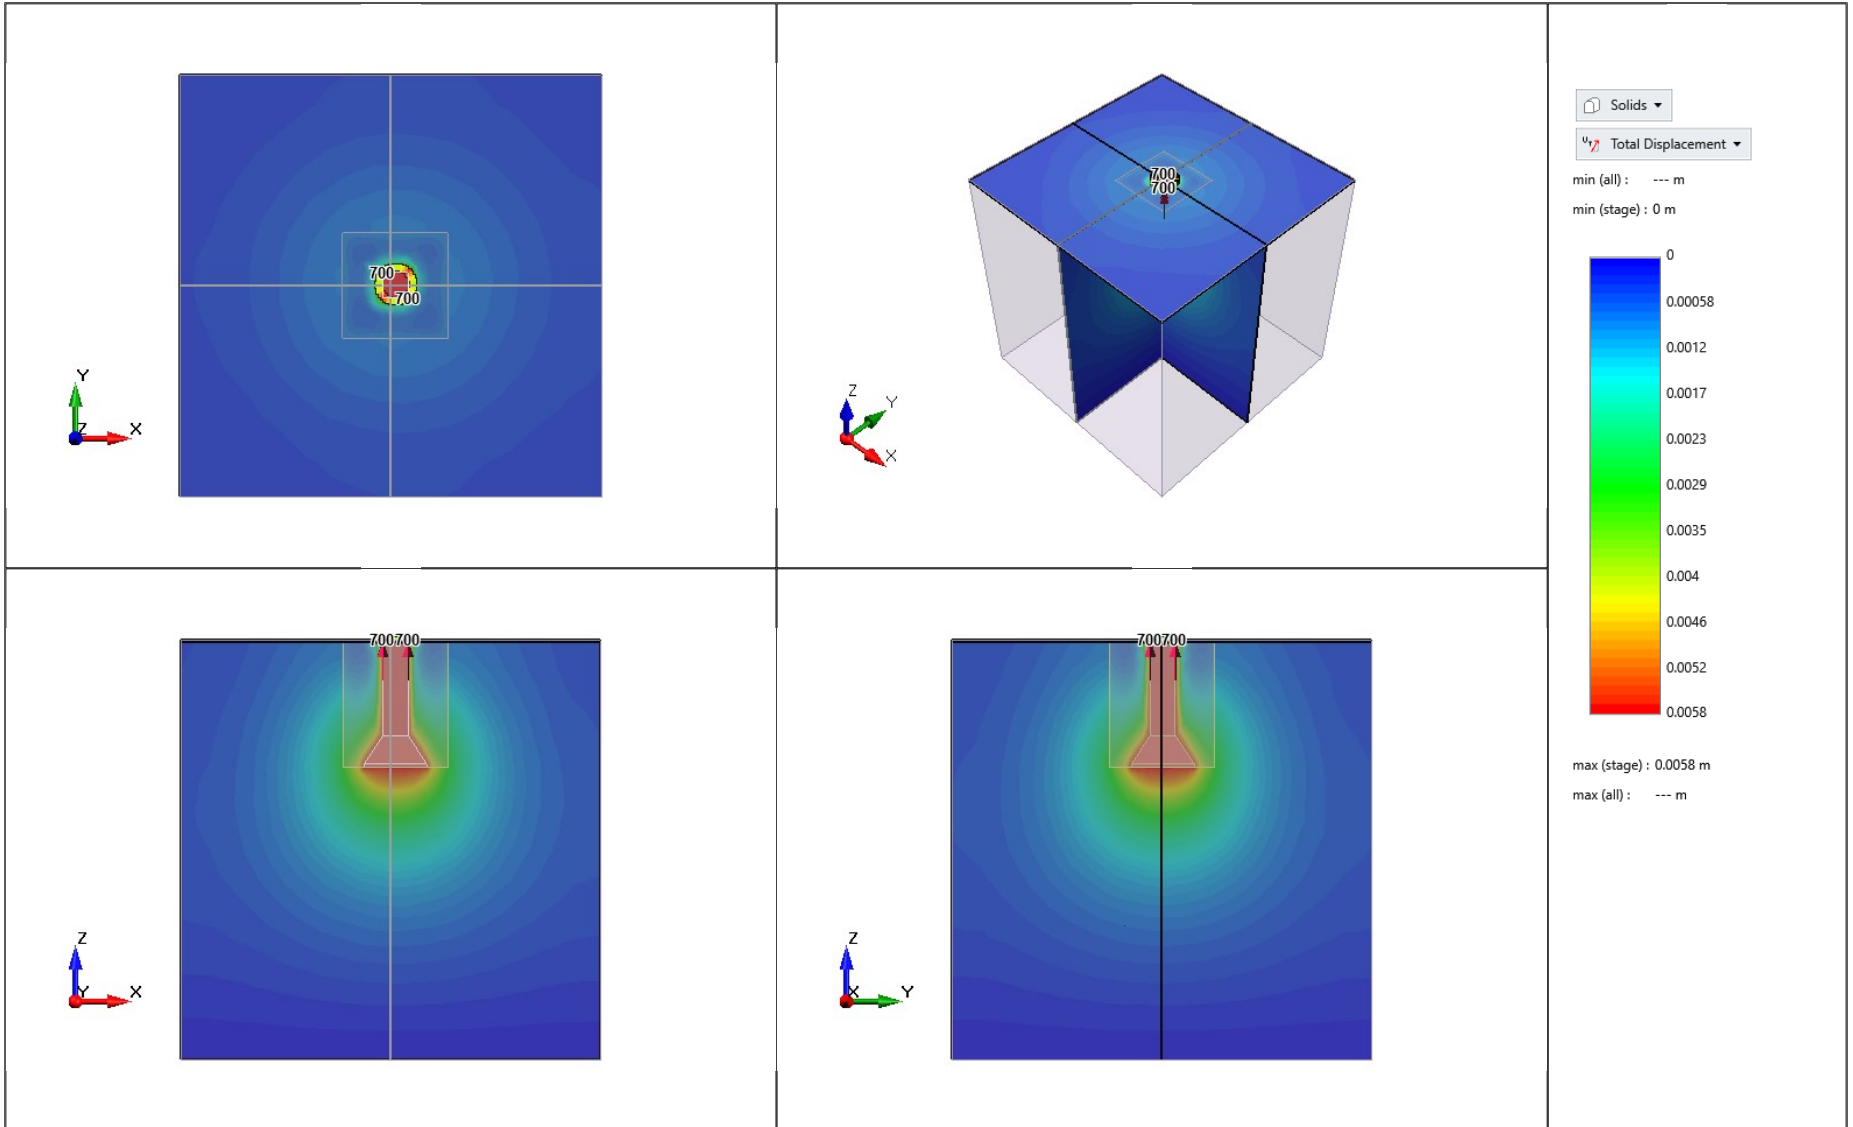 700
700
Y
Z
X
700
700
Z
Y
X
700700
Z
Y
X
700700
Z
X
Y
Solids
UT Total Displacement
min (all) : --- m
min (stage) : 0 m
0
0.00058
0.0012
0.0017
0.0023
0.0029
0.0035
0.004
0.0046
0.0052
0.0058
max (stage) : 0.0058 m
max (all) : --- m